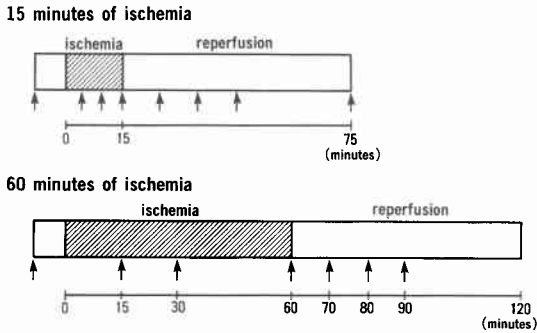 15 minutes of ischemia
ischemia reperfusion
0 15 75
(minutes)
60 minutes of ischemia
ischemia reperfusion
0 15 30 60 70 80 90 120
(minutes)